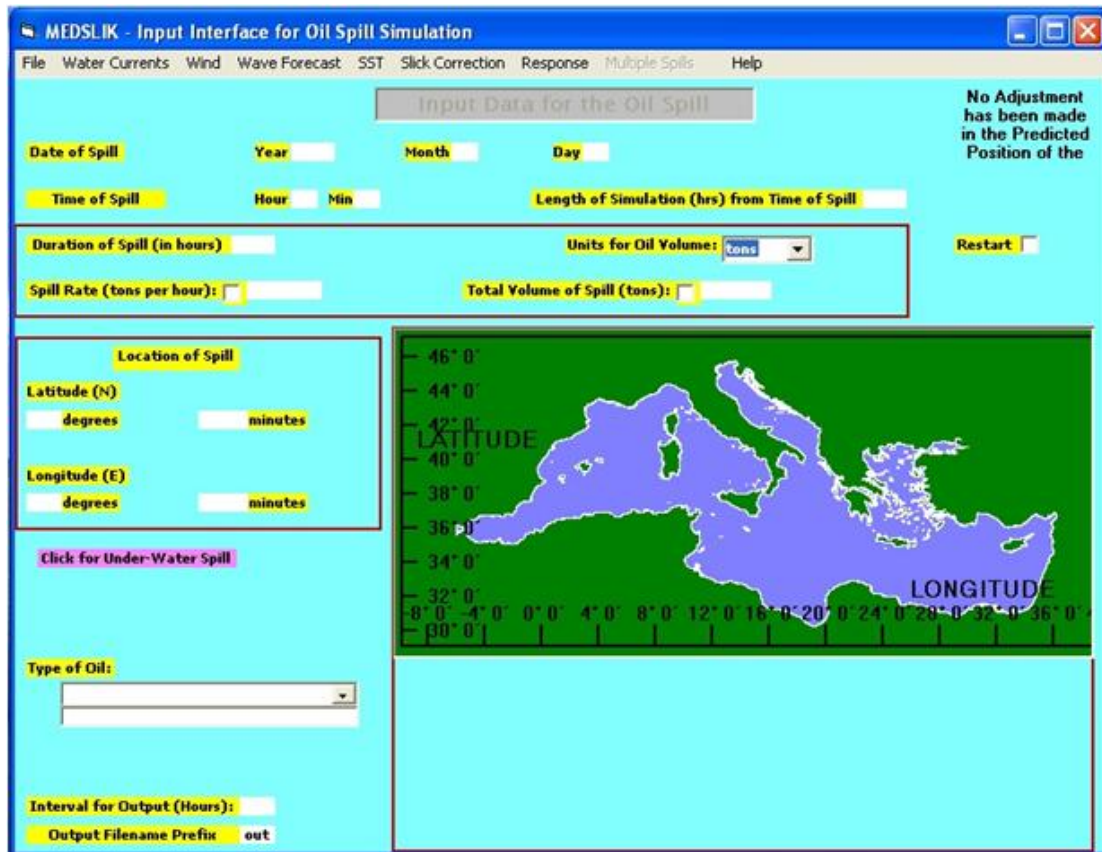 MEDSLIK - Input Interface for Oil Spill Simulation
File Water Currents Wind Wave Forecast SST Slick Correction Response Multiple Spills Help
Input Data for the Oil Spill
No Adjustment
has been made
in the Predicted
Position of the
Date of Spill Year Month Day
Time of Spill Hour Min Length of Simulation (hrs) from Time of Spill
Duration of Spill (in hours) Units for Oil Volume: tons Restart
Spill Rate (tons per hour): Total Volume of Spill (tons):
Location of Spill
Latitude (N)
degrees minutes
Longitude (E)
degrees minutes
Click for Under-Water Spill
Type of Oil:
Interval for Output (Hours):
Output Filename Prefix out
46° 0'
44° 0'
42° 0'
LATITUDE
40° 0'
38° 0'
36° 0'
34° 0'
32° 0'
LONGITUDE
-8° 0' -4° 0' 0° 0' 4° 0' 8° 0' 12° 0' 16° 0' 20° 0' 24° 0' 28° 0' 32° 0' 36° 0' 4
30° 0'